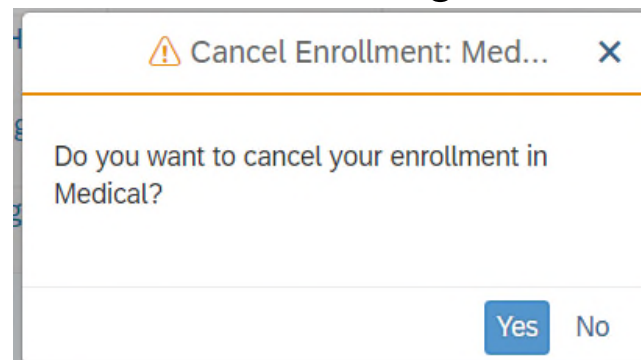 Cancel Enrollment: Med...
Do you want to cancel your enrollment in
Medical?
Yes No